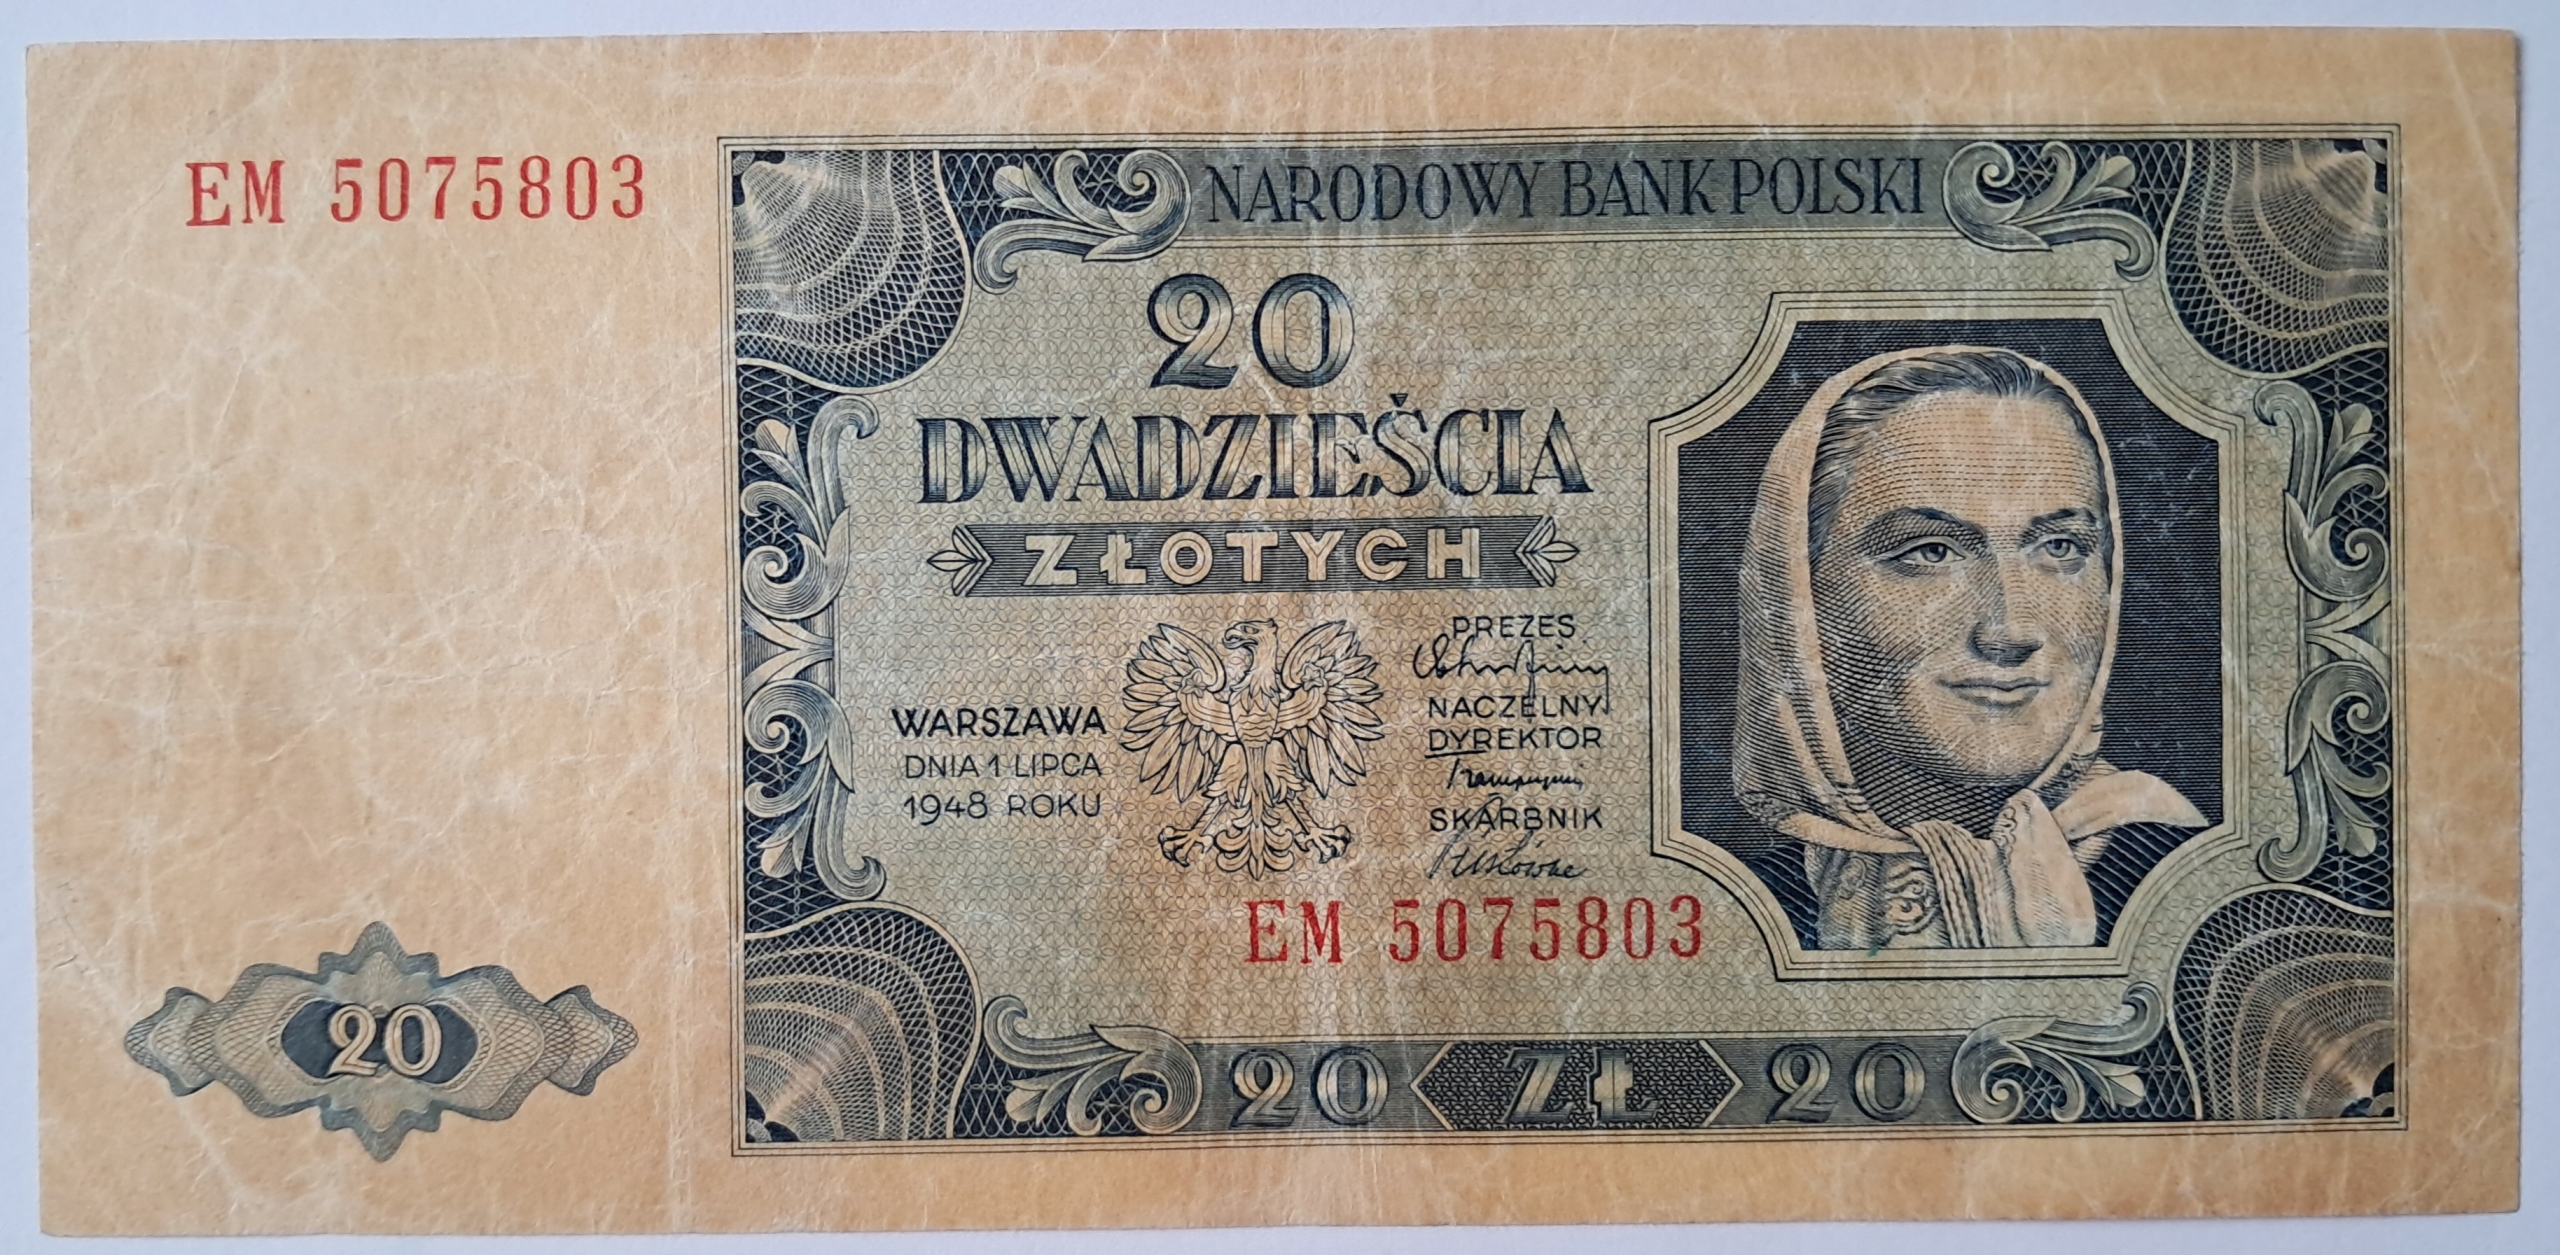 EM 5075803
NARODOWY BANK POLSKI
20
DWADZIEŚCIA
ZŁOTYCH
WARSZAWA
DNIA 1 LIPCA
1948 ROKU
PREZES
NACZELNY
DYREKTOR
SKARBNIK
EM 5075803
20
20 ZŁ 20